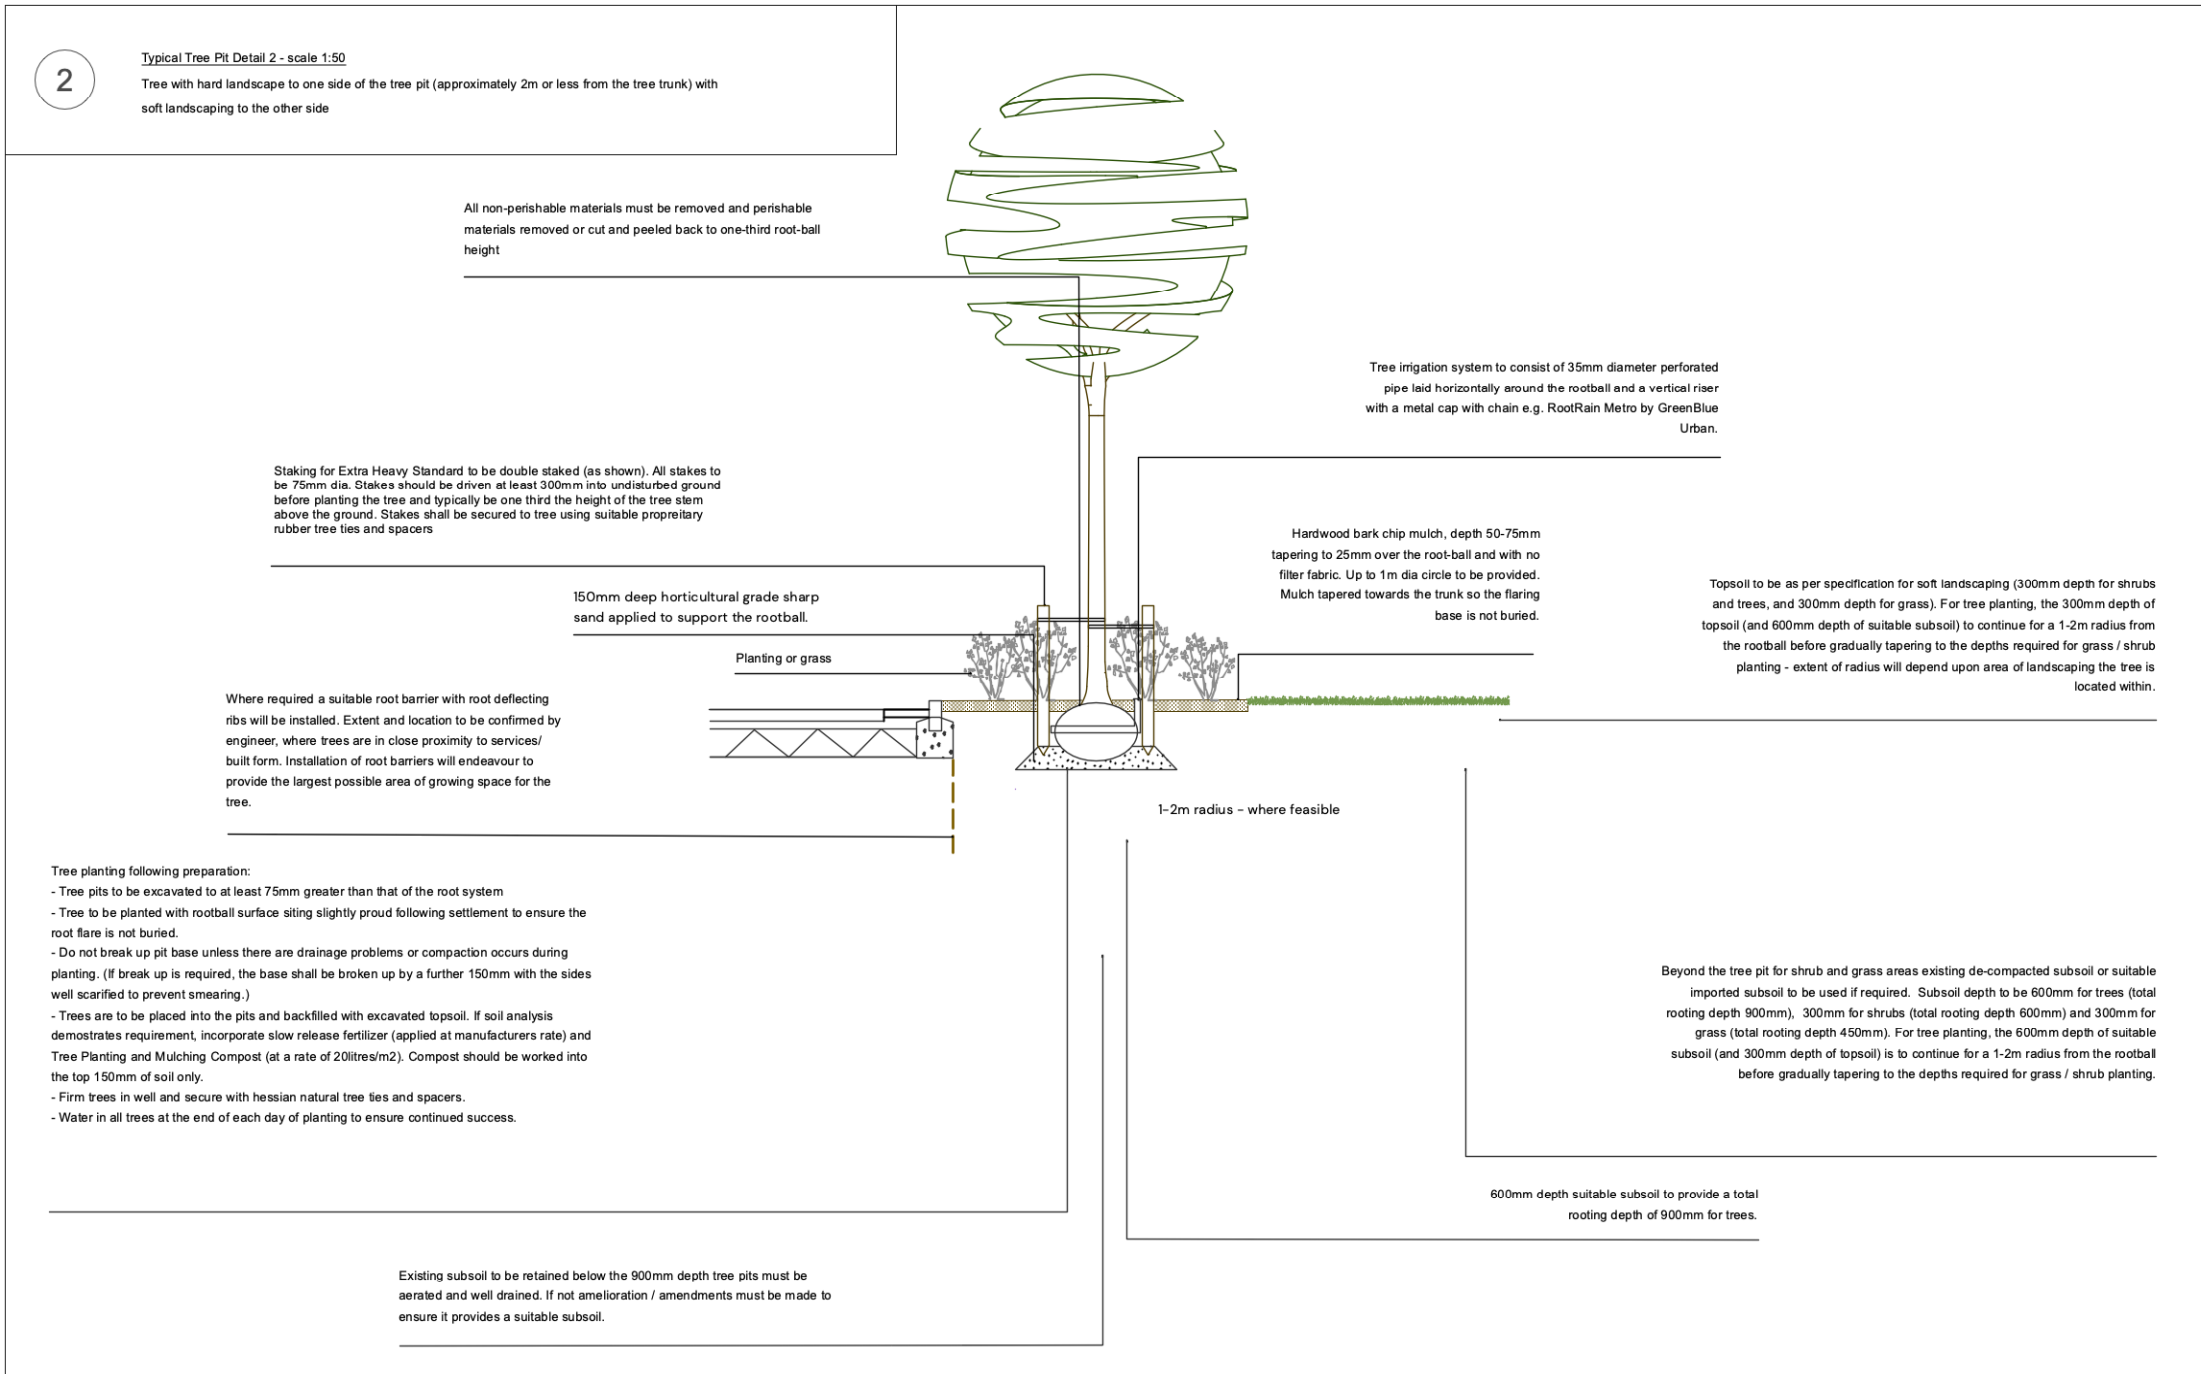 2
Typical Tree Pit Detail 2 - scale 1:50
Tree with hard landscape to one side of the tree pit (approximately 2m or less from the tree trunk) with
soft landscaping to the other side
All non-perishable materials must be removed and perishable
materials removed or cut and peeled back to one-third root-ball
height
Tree irrigation system to consist of 35mm diameter perforated
pipe laid horizontally around the rootball and a vertical riser
with a metal cap with chain e.g. RootRain Metro by GreenBlue
Urban.
Staking for Extra Heavy Standard to be double staked (as shown). All stakes to
be 75mm dia. Stakes should be driven at least 300mm into undisturbed ground
before planting the tree and typically be one third the height of the tree stem
above the ground. Stakes shall be secured to tree using suitable propreitary
rubber tree ties and spacers
Hardwood bark chip mulch, depth 50-75mm
tapering to 25mm over the root-ball and with no
filter fabric. Up to 1m dia circle to be provided.
Mulch tapered towards the trunk so the flaring
base is not buried.
150mm deep horticultural grade sharp
sand applied to support the rootball.
Topsoil to be as per specification for soft landscaping (300mm depth for shrubs
and trees, and 300mm depth for grass). For tree planting, the 300mm depth of
topsoil (and 600mm depth of suitable subsoil) to continue for a 1-2m radius from
the rootball before gradually tapering to the depths required for grass / shrub
planting - extent of radius will depend upon area of landscaping the tree is
located within.
Planting or grass
Where required a suitable root barrier with root deflecting
ribs will be installed. Extent and location to be confirmed by
engineer, where trees are in close proximity to services/
built form. Installation of root barriers will endeavour to
provide the largest possible area of growing space for the
tree.
1-2m radius - where feasible
Tree planting following preparation:
- Tree pits to be excavated to at least 75mm greater than that of the root system
- Tree to be planted with rootball surface siting slightly proud following settlement to ensure the
root flare is not buried.
- Do not break up pit base unless there are drainage problems or compaction occurs during
planting. (If break up is required, the base shall be broken up by a further 150mm with the sides
well scarified to prevent smearing.)
- Trees are to be placed into the pits and backfilled with excavated topsoil. If soil analysis
demostrates requirement, incorporate slow release fertilizer (applied at manufacturers rate) and
Tree Planting and Mulching Compost (at a rate of 20litres/m2). Compost should be worked into
the top 150mm of soil only.
- Firm trees in well and secure with hessian natural tree ties and spacers.
- Water in all trees at the end of each day of planting to ensure continued success.
Beyond the tree pit for shrub and grass areas existing de-compacted subsoil or suitable
imported subsoil to be used if required. Subsoil depth to be 600mm for trees (total
rooting depth 900mm), 300mm for shrubs (total rooting depth 600mm) and 300mm for
grass (total rooting depth 450mm). For tree planting, the 600mm depth of suitable
subsoil (and 300mm depth of topsoil) is to continue for a 1-2m radius from the rootball
before gradually tapering to the depths required for grass / shrub planting.
600mm depth suitable subsoil to provide a total
rooting depth of 900mm for trees.
Existing subsoil to be retained below the 900mm depth tree pits must be
aerated and well drained. If not amelioration / amendments must be made to
ensure it provides a suitable subsoil.